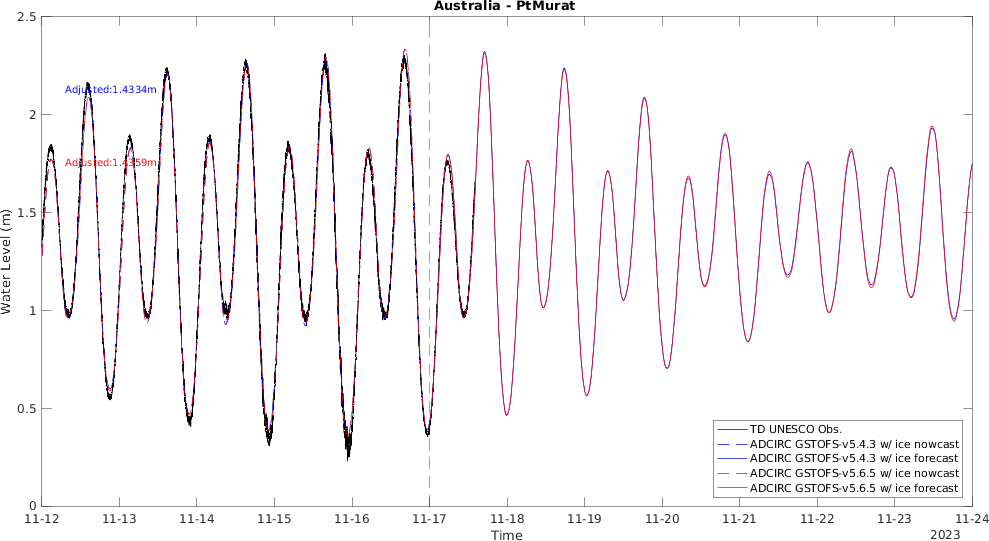 Australia - PtMurat
2.5
2
1.5
1
0.5
0
Water Level (m)
Adjusted:1.4334m
Adjusted:1.4359m
TD UNESCO Obs.
ADCIRC GSTOFS-v5.4.3 w/ ice nowcast
ADCIRC GSTOFS-v5.4.3 w/ ice forecast
ADCIRC GSTOFS-v5.6.5 w/ ice nowcast
ADCIRC GSTOFS-v5.6.5 w/ ice forecast
11-12 11-13 11-14 11-15 11-16 11-17 11-18 11-19 11-20 11-21 11-22 11-23 11-24
Time
2023